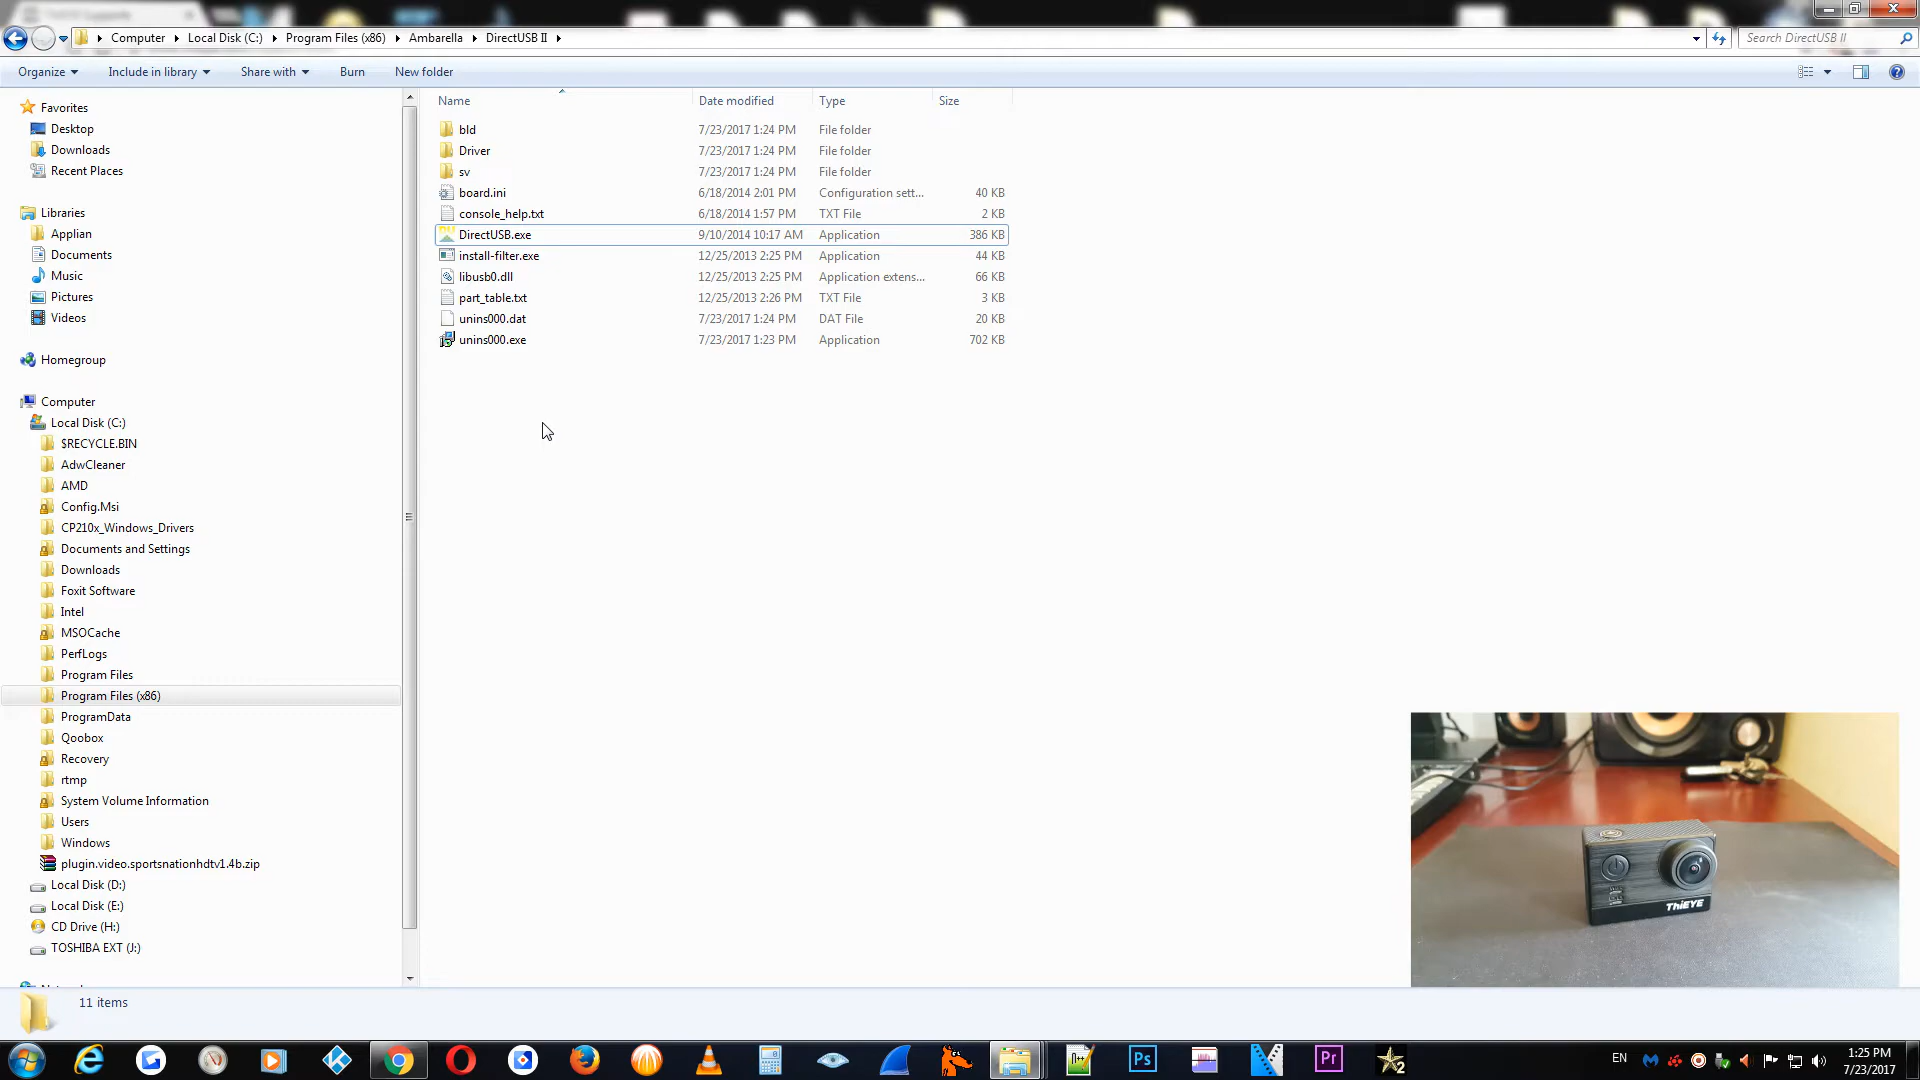 Computer Local Disk (C:) Program Files (x86) Ambarella DirectUSB II
Search DirectUSB II
Organize Include in library Share with Burn New folder
Name Date modified Type Size
Favorites
Desktop
Downloads
Recent Places
Libraries
Applian
Documents
Music
Pictures
Videos
Homegroup
Computer
Local Disk (C:)
$RECYCLE.BIN
AdwCleaner
AMD
Config.Msi
CP210x_Windows_Drivers
Documents and Settings
Downloads
Foxit Software
Intel
MSOCache
PerfLogs
Program Files
Program Files (x86)
ProgramData
Qoobox
Recovery
rtmp
System Volume Information
Users
Windows
plugin.video.sportsnationhdtv1.4b.zip
Local Disk (D:)
Local Disk (E:)
CD Drive (H:)
TOSHIBA EXT (J:)
bld 7/23/2017 1:24 PM File folder
Driver 7/23/2017 1:24 PM File folder
sv 7/23/2017 1:24 PM File folder
board.ini 6/18/2014 2:01 PM Configuration sett... 40 KB
console_help.txt 6/18/2014 1:57 PM TXT File 2 KB
DirectUSB.exe 9/10/2014 10:17 AM Application 386 KB
install-filter.exe 12/25/2013 2:25 PM Application 44 KB
libusb0.dll 12/25/2013 2:25 PM Application extens... 66 KB
part_table.txt 12/25/2013 2:26 PM TXT File 3 KB
unins000.dat 7/23/2017 1:24 PM DAT File 20 KB
unins000.exe 7/23/2017 1:23 PM Application 702 KB
ThiEYE
11 items
Ps
Pr
2
EN
1:25 PM
7/23/2017